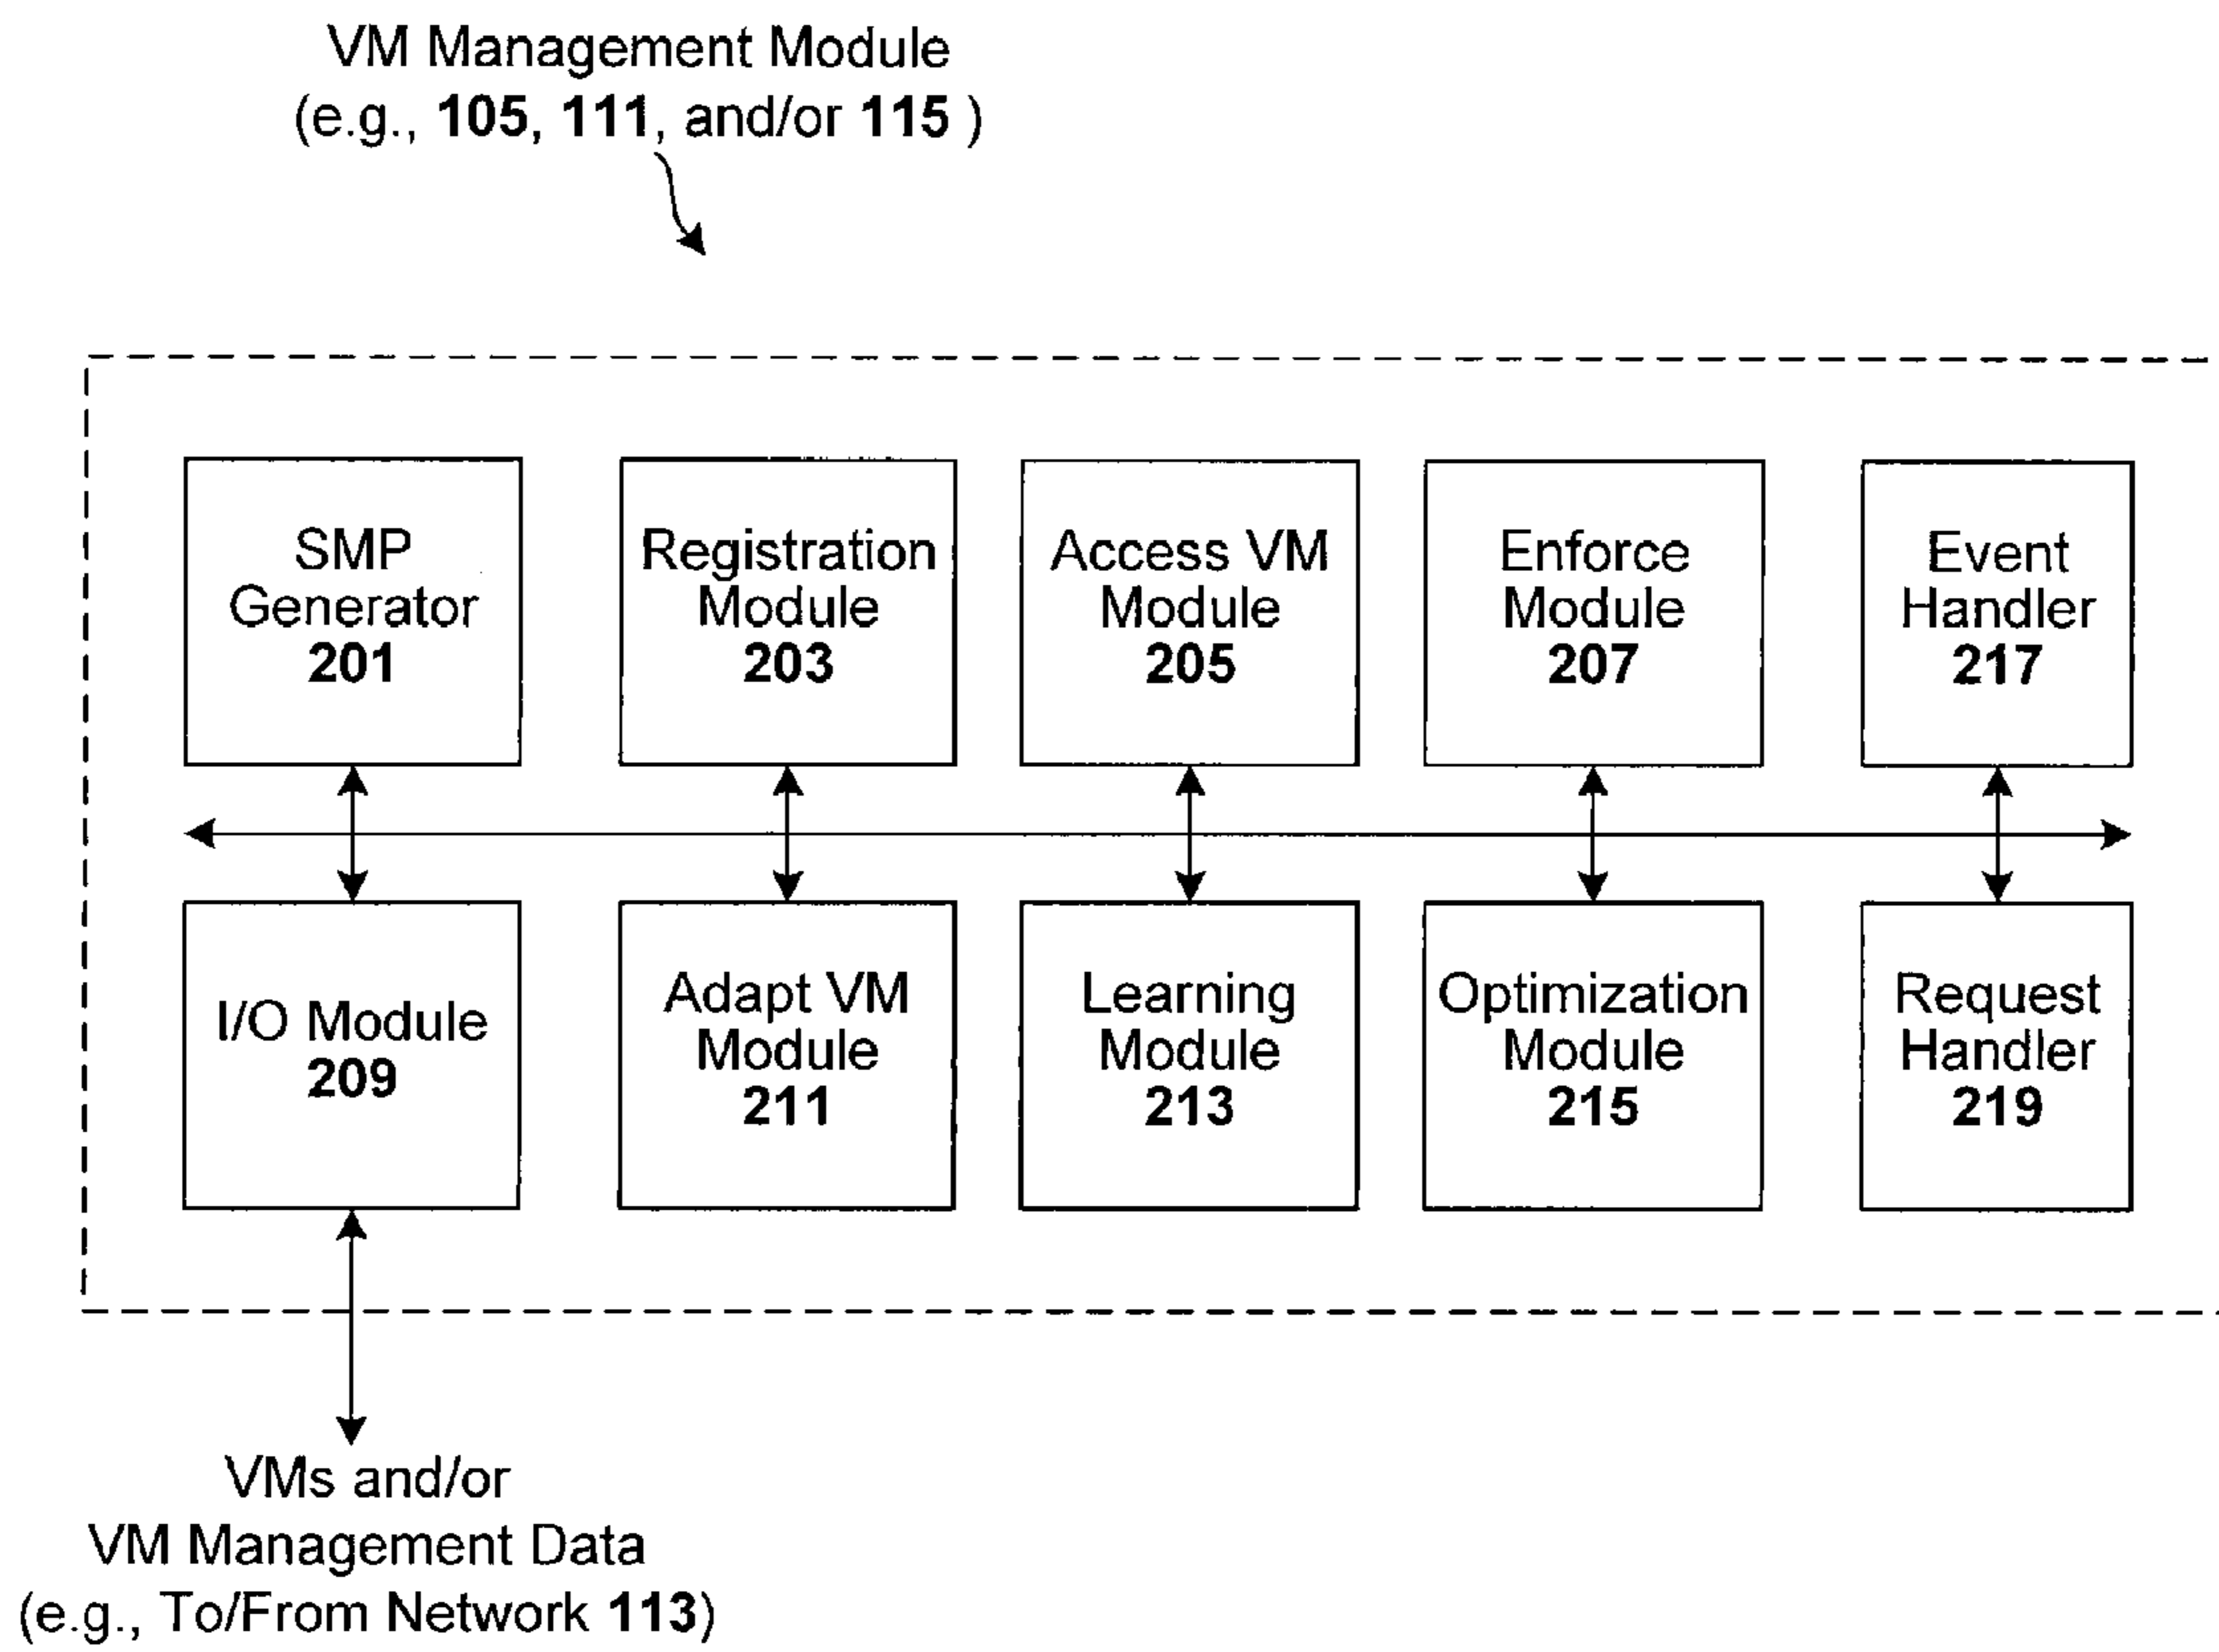 VM Management Module
(e.g., 105, 111, and/or 115 )
SMP
Generator
201
Registration
Module
203
Access VM
Module
205
Enforce
Module
207
Event
Handler
217
I/O Module
209
Adapt VM
Module
211
Learning
Module
213
Optimization
Module
215
Request
Handler
219
VMs and/or
VM Management Data
(e.g., To/From Network 113)